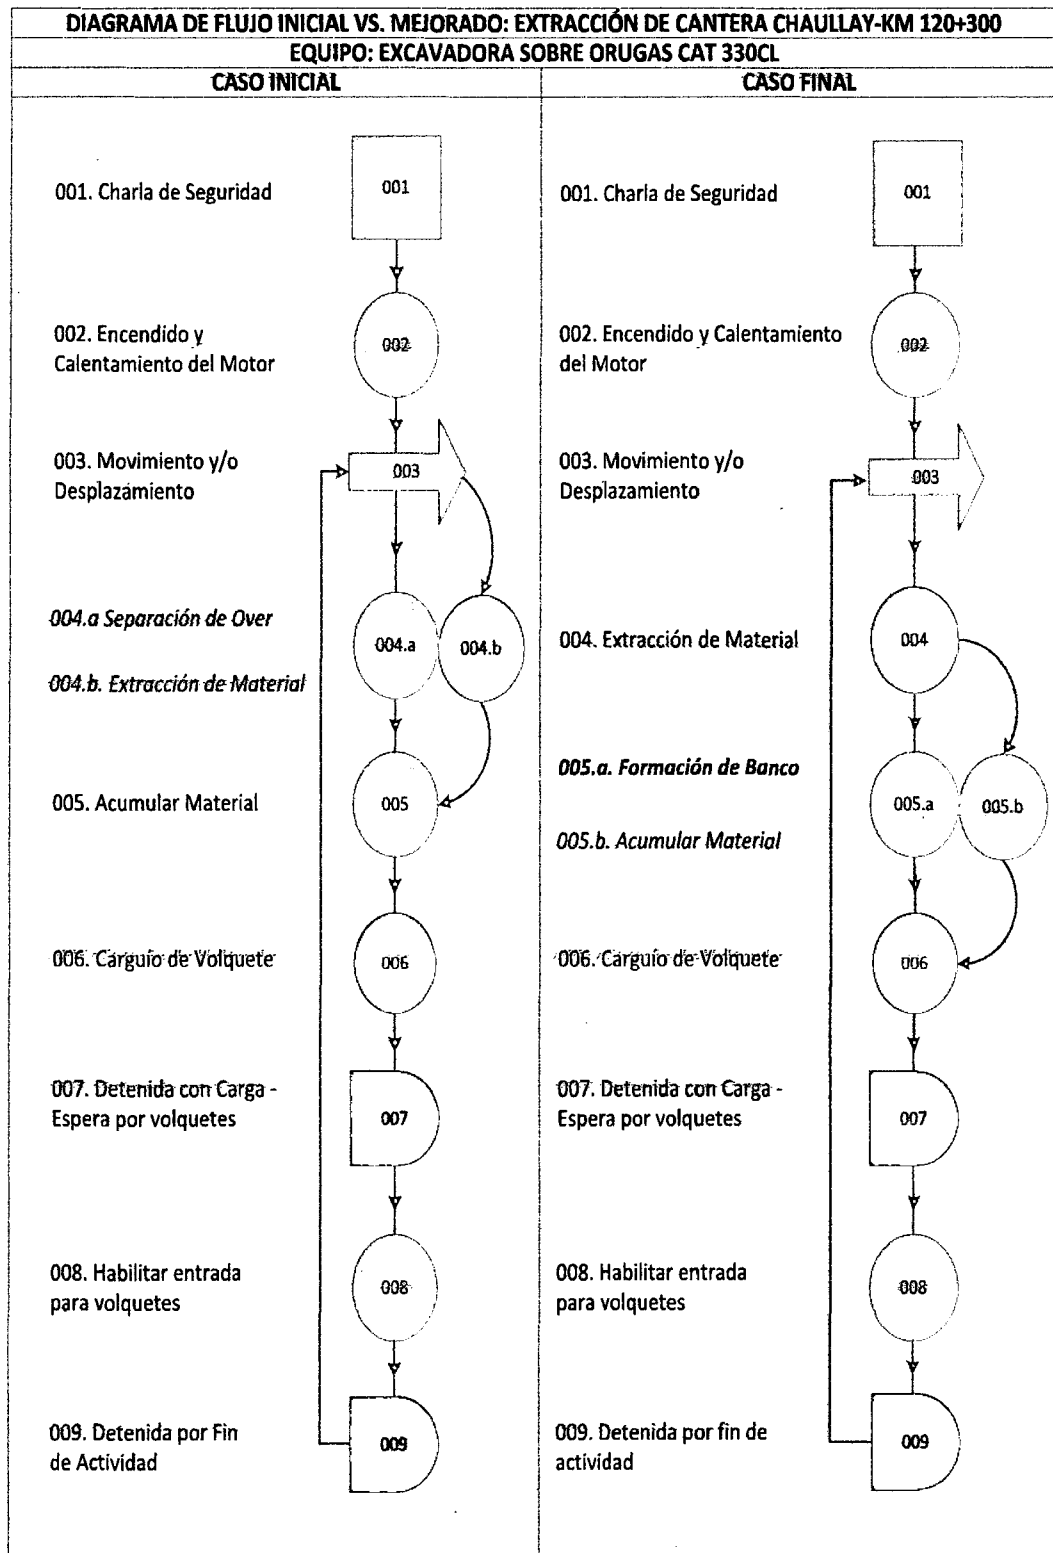 DIAGRAMA DE FLUJO INICIAL VS. MEJORADO: EXTRACCIÓN DE CANTERA CHAULLAY-KM 120+300
EQUIPO: EXCAVADORA SOBRE ORUGAS CAT 330CL
CASO INICIAL
001. Charla de Seguridad
001
002. Encendido y
Calentamiento del Motor
002
003. Movimiento y/o
Desplazamiento
003
004.a Separación de Over
004.b. Extracción de Material
004.a
004.b
005. Acumular Material
005
006. Carguío de Volquete
006
007. Detenida con Carga -
Espera por volquetes
007
008. Habilitar entrada
para volquetes
008
009. Detenida por Fin
de Actividad
009
CASO FINAL
001. Charla de Seguridad
001
002. Encendido y Calentamiento
del Motor
002
003. Movimiento y/o
Desplazamiento
003
004. Extracción de Material
004
005.a. Formación de Banco
005.b. Acumular Material
005.a
005.b
006. Carguío de Volquete
006
007. Detenida con Carga -
Espera por volquetes
007
008. Habilitar entrada
para volquetes
008
009. Detenida por fin de
actividad
009